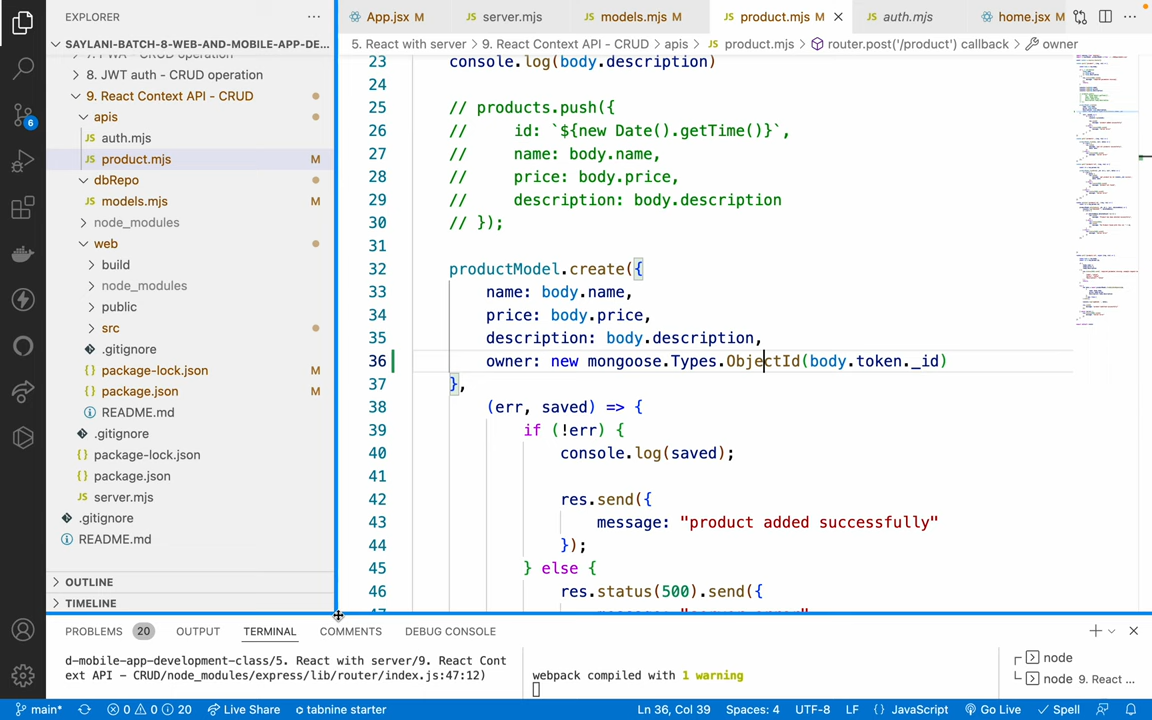 EXPLORER
SAYLANI-BATCH-8-WEB-AND-MOBILE-APP-DE...
8. JWT auth - CRUD operation
9. React Context API - CRUD
apis
auth.mjs
JS product.mjs M
dbRepo
JS models.mjs M
node_modules
web
build
node_modules
public
src
.gitignore
{} package-lock.json M
{} package.json M
README.md
.gitignore
{} package-lock.json
{} package.json
JS server.mjs
.gitignore
README.md
OUTLINE
TIMELINE
6
App.jsx M
JS server.mjs
JS models.mjs M
JS product.mjs M
JS auth.mjs
home.jsx M
5. React with server > 9. React Context API - CRUD > apis > JS product.mjs > router.post('/product') callback > owner
23 console.log(body.description)
24
25 // products.push({
26 // id: `${new Date().getTime()}`,
27 // name: body.name,
28 // price: body.price,
29 // description: body.description
30 // });
31
32 productModel.create({
33 name: body.name,
34 price: body.price,
35 description: body.description,
36 owner: new mongoose.Types.ObjectId(body.token._id)
37 },
38 (err, saved) => {
39 if (!err) {
40 console.log(saved);
41
42 res.send({
43 message: "product added successfully"
44 });
45 } else {
46 res.status(500).send({
PROBLEMS 20 OUTPUT TERMINAL COMMENTS DEBUG CONSOLE
d-mobile-app-development-class/5. React with server/9. React Cont
ext API - CRUD/node_modules/express/lib/router/index.js:47:12)
webpack compiled with 1 warning
node
node 9. React ...
main* 0 0 20 Live Share tabnine starter Ln 36, Col 39 Spaces: 4 UTF-8 LF {} JavaScript Go Live Spell